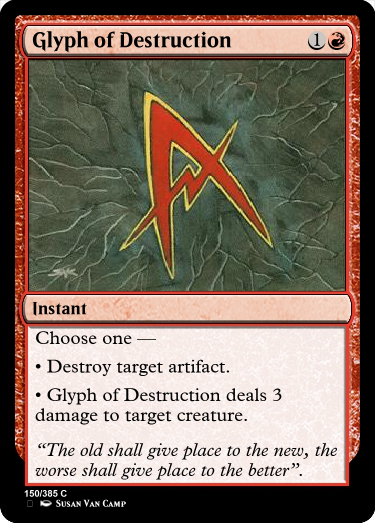 Glyph of Destruction 1
Instant
Choose one —
• Destroy target artifact.
• Glyph of Destruction deals 3
damage to target creature.
“The old shall give place to the new, the
worse shall give place to the better”.
150/385 C
Susan Van Camp